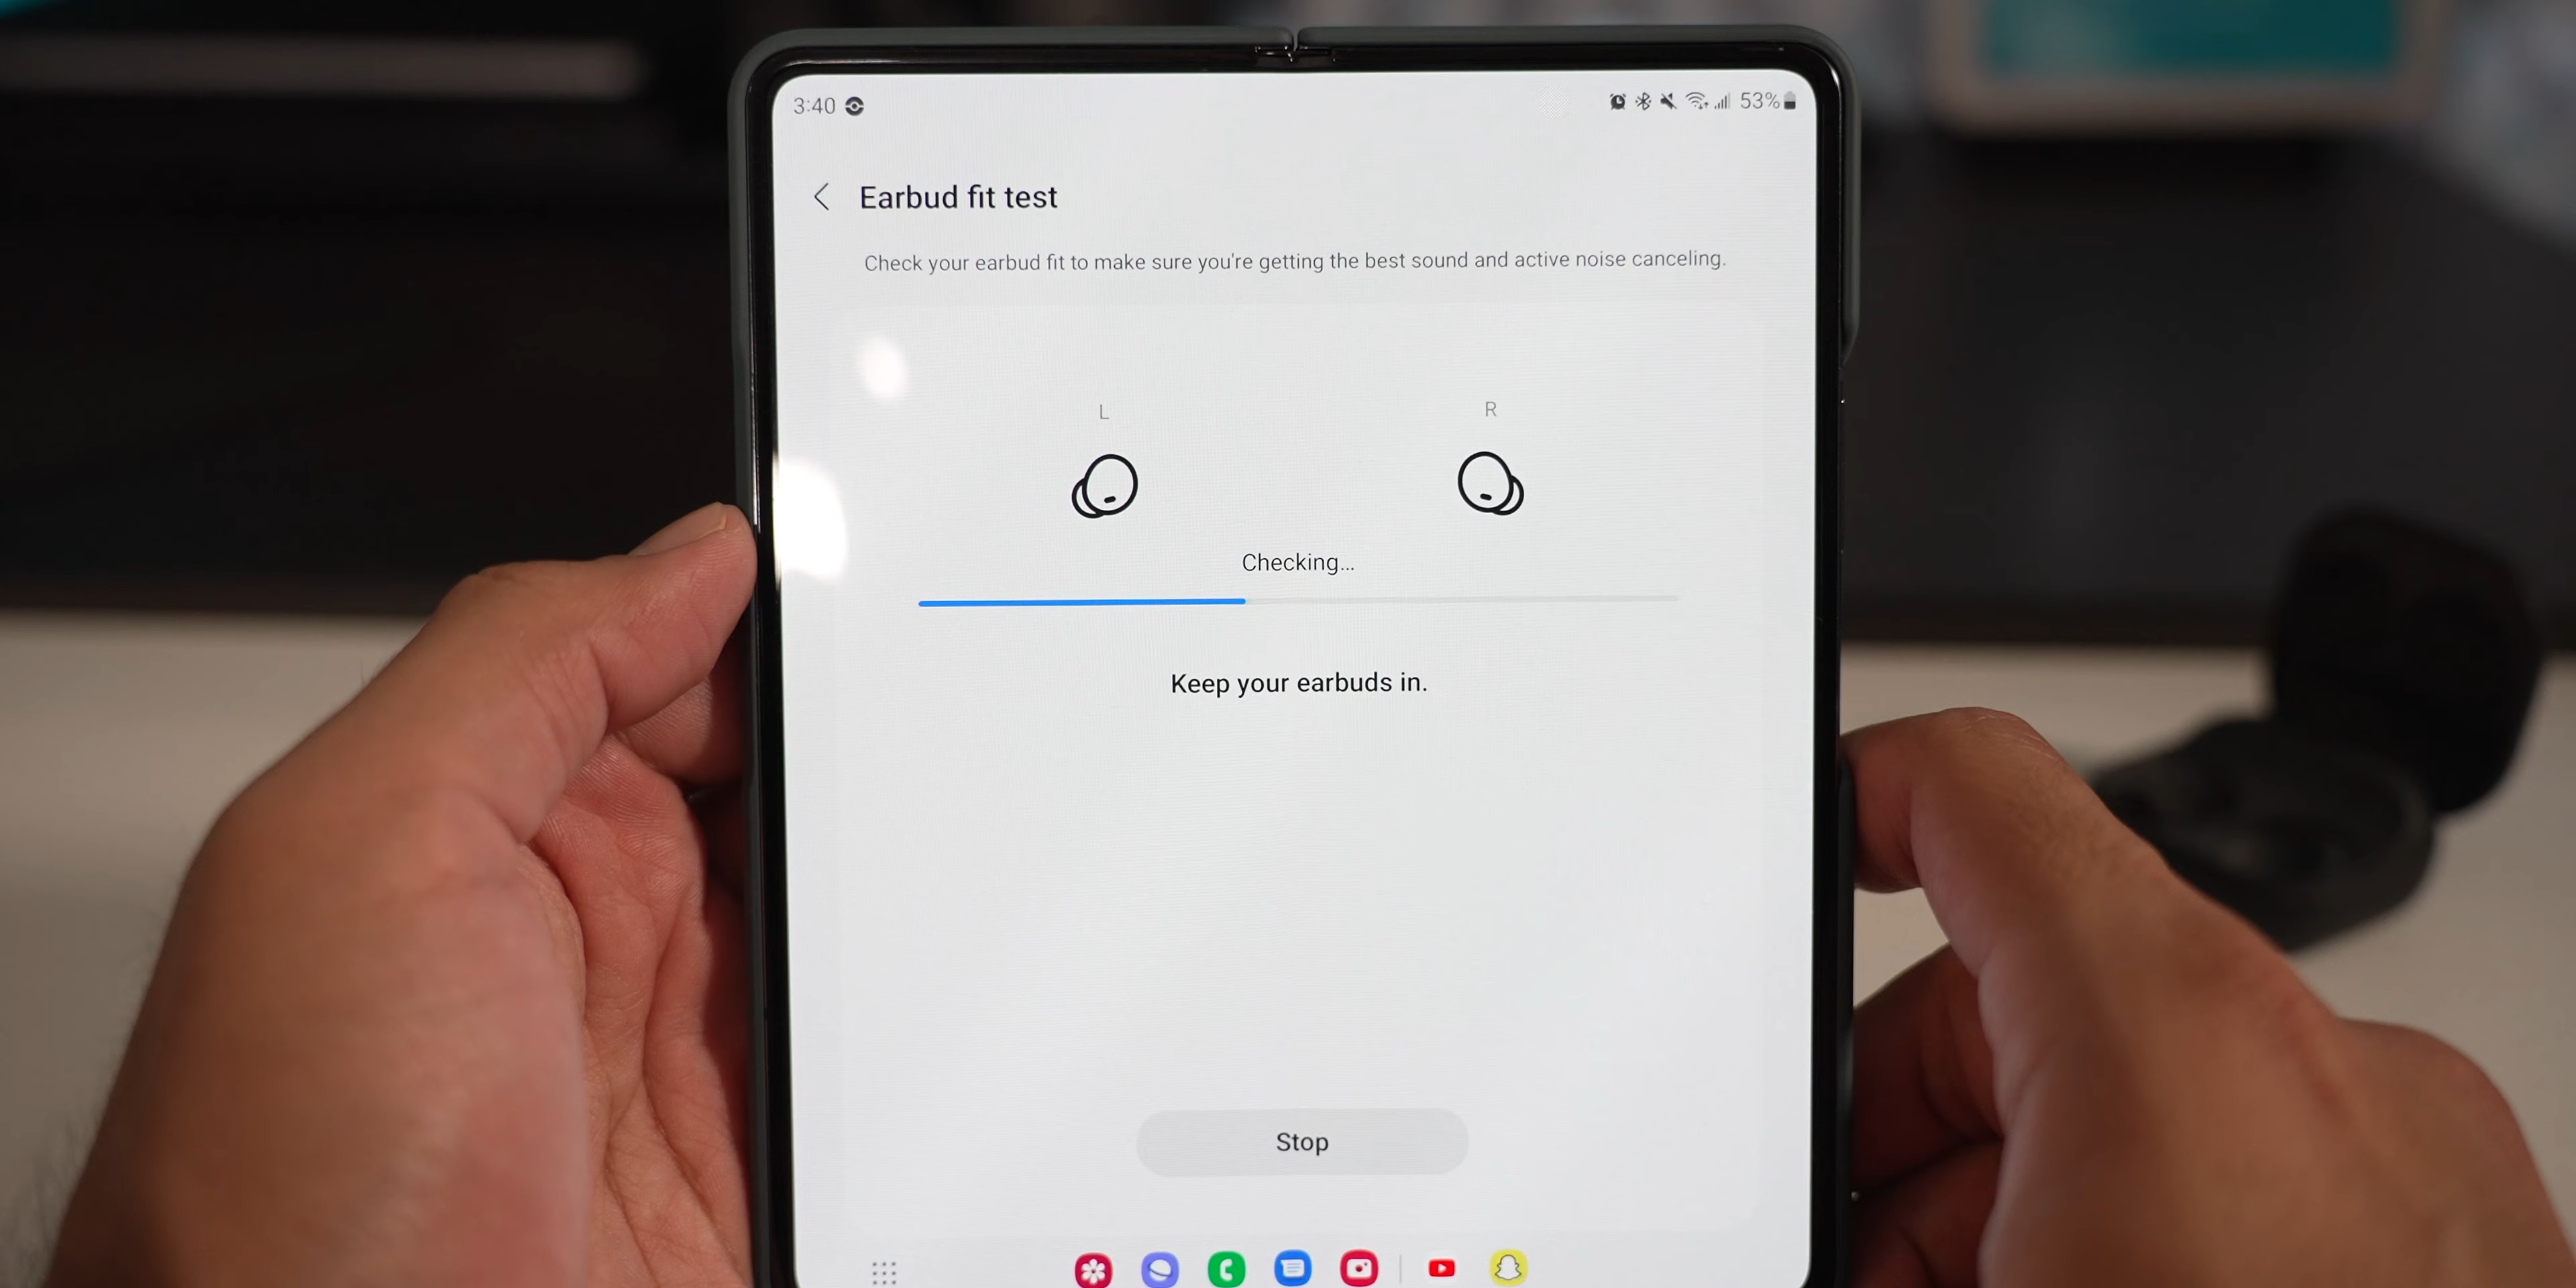 3:40
53%
Earbud fit test
Check your earbud fit to make sure you're getting the best sound and active noise canceling.
L
R
Checking...
Keep your earbuds in.
Stop